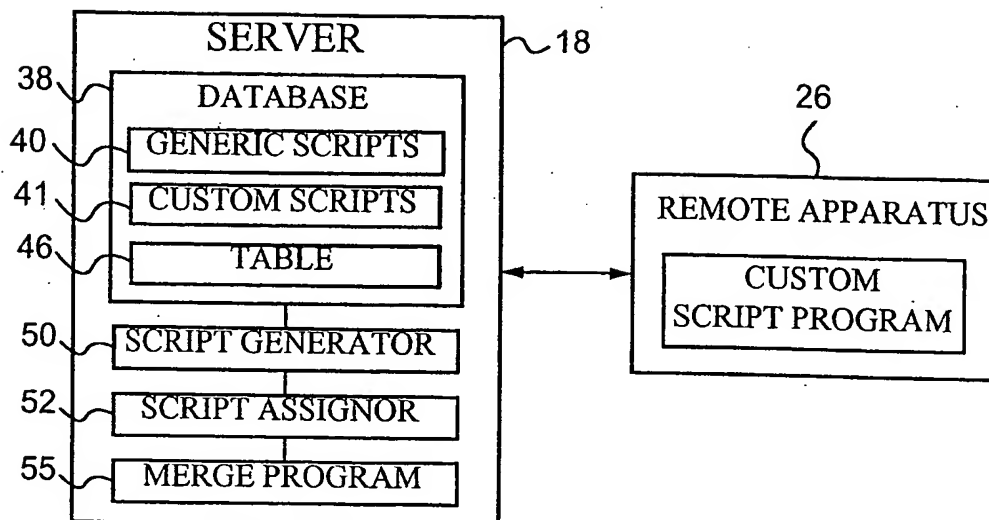 SERVER
18
38
DATABASE
40
GENERIC SCRIPTS
41
CUSTOM SCRIPTS
46
TABLE
50
SCRIPT GENERATOR
52
SCRIPT ASSIGNOR
55
MERGE PROGRAM
26
REMOTE APPARATUS
CUSTOM
SCRIPT PROGRAM